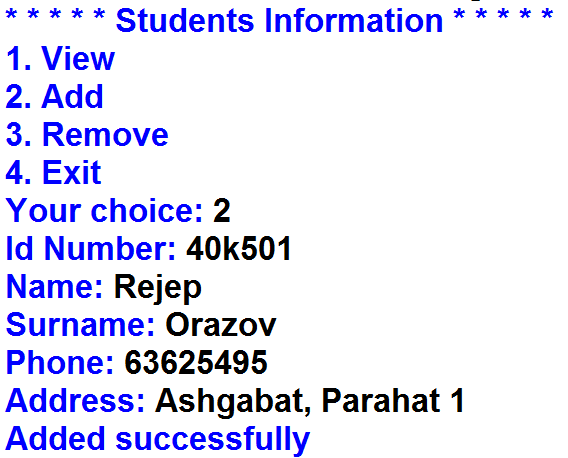 * * * * * Students Information * * * * *
1. View
2. Add
3. Remove
4. Exit
Your choice: 2
Id Number: 40k501
Name: Rejep
Surname: Orazov
Phone: 63625495
Address: Ashgabat, Parahat 1
Added successfully